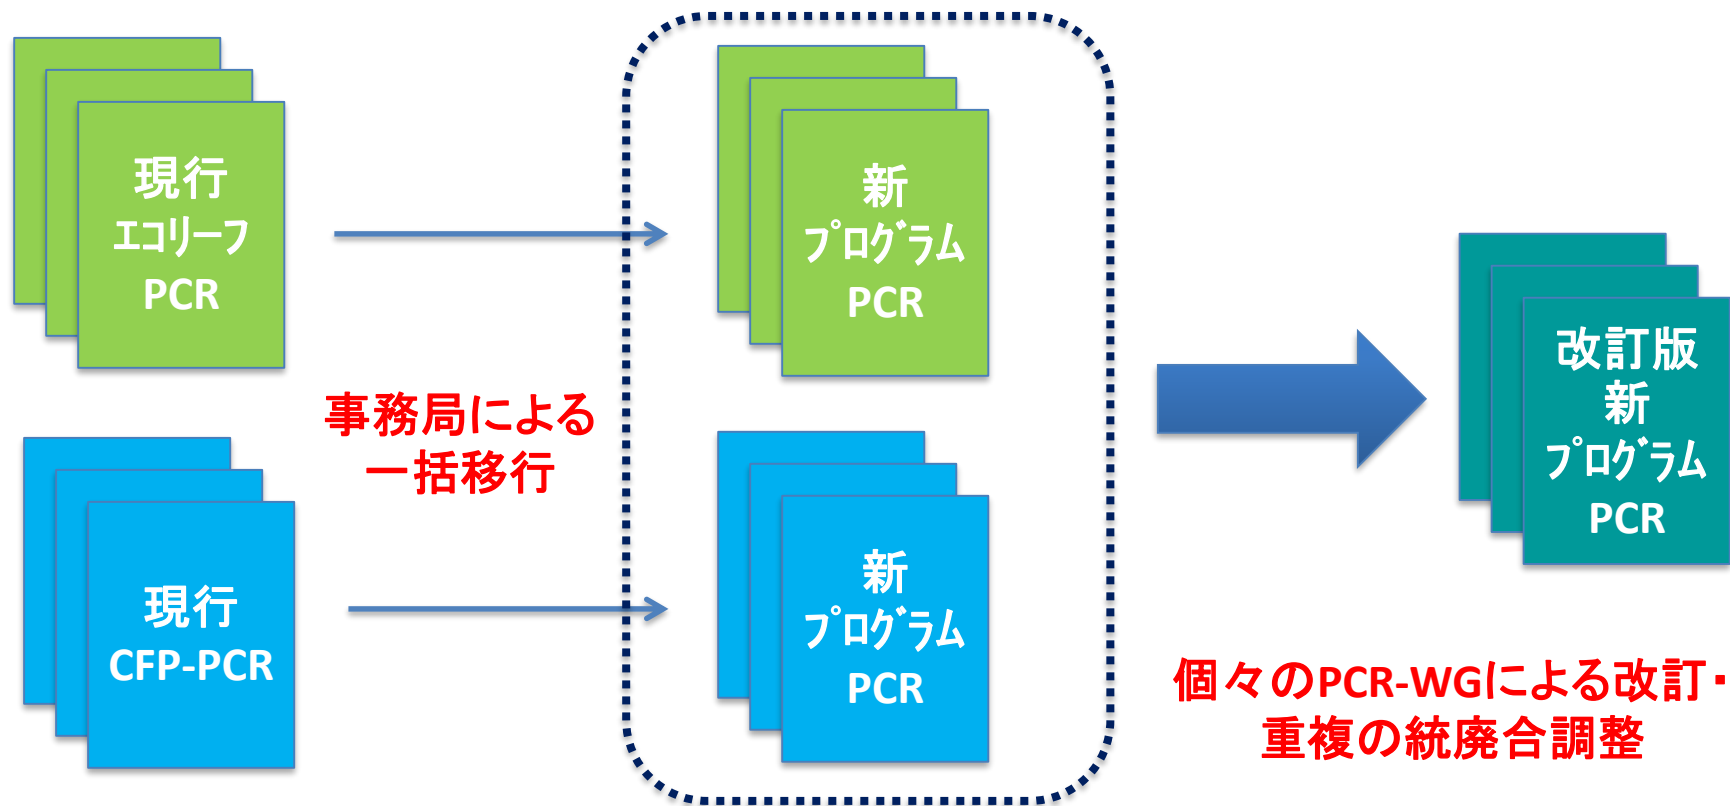 現行
エコリーフ
PCR
新
プログラム
PCR
事務局による
一括移行
現行
CFP-PCR
新
プログラム
PCR
改訂版
新
プログラム
PCR
個々のPCR-WGによる改訂・
重複の統廃合調整